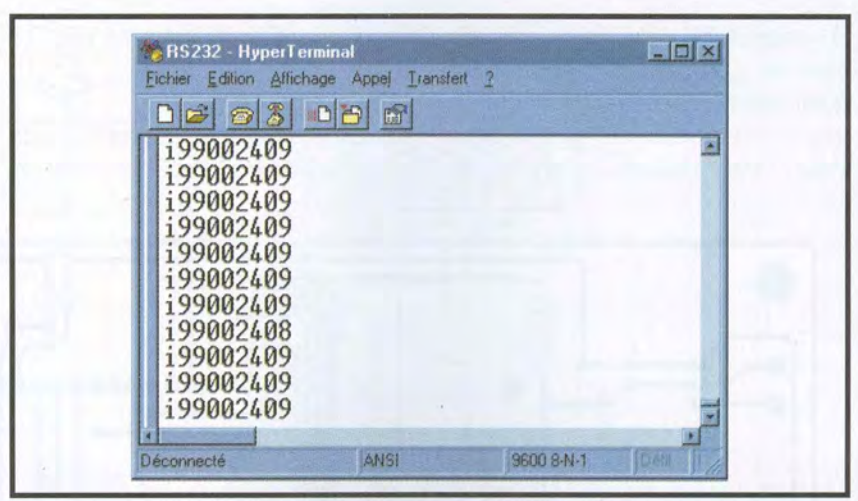 RS232 - HyperTerminal
Fichier Edition Affichage Appel Transfert ?
i99002409
i99002409
i99002409
i99002409
i99002409
i99002409
i99002409
i99002408
i99002409
i99002409
i99002409
Déconnecté ANSI 9600 8-N-1